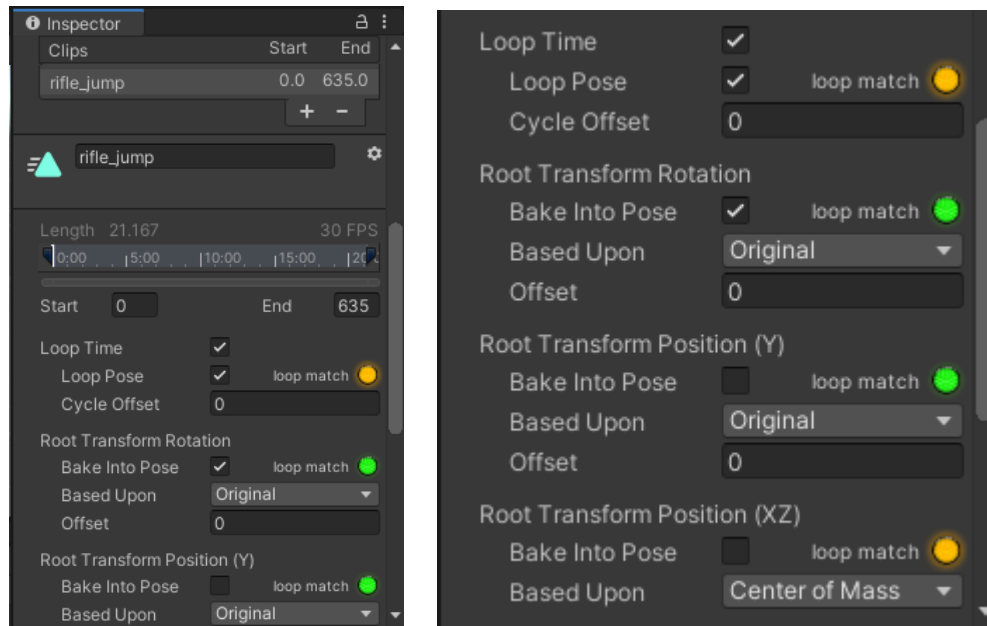 Inspector
Clips Start End
rifle_jump 0.0 635.0
+ -
rifle_jump
Length 21.167 30 FPS
0:00 5:00 10:00 15:00
Start 0 End 635
Loop Time
Loop Pose loop match
Cycle Offset 0
Root Transform Rotation
Bake Into Pose loop match
Based Upon Original
Offset 0
Root Transform Position (Y)
Bake Into Pose loop match
Based Upon Original
Loop Time
Loop Pose loop match
Cycle Offset 0
Root Transform Rotation
Bake Into Pose loop match
Based Upon Original
Offset 0
Root Transform Position (Y)
Bake Into Pose loop match
Based Upon Original
Offset 0
Root Transform Position (XZ)
Bake Into Pose loop match
Based Upon Center of Mass